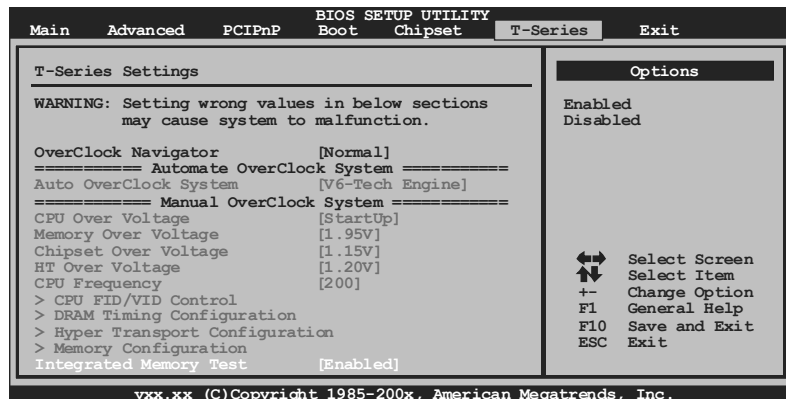 BIOS SETUP UTILITY
Main Advanced PCIPnP Boot Chipset T-Series Exit
T-Series Settings
WARNING: Setting wrong values in below sections
may cause system to malfunction.
OverClock Navigator [Normal]
=========== Automate OverClock System ===========
Auto OverClock System [V6-Tech Engine]
============ Manual OverClock System ============
CPU Over Voltage [StartUp]
Memory Over Voltage [1.95V]
Chipset Over Voltage [1.15V]
HT Over Voltage [1.20V]
CPU Frequency [200]
> CPU FID/VID Control
> DRAM Timing Configuration
> Hyper Transport Configuration
> Memory Configuration
Integrated Memory Test [Enabled]
Options
Enabled
Disabled
Select Screen
Select Item
+- Change Option
F1 General Help
F10 Save and Exit
ESC Exit
vxx.xx (C)Copyright 1985-200x, American Megatrends, Inc.